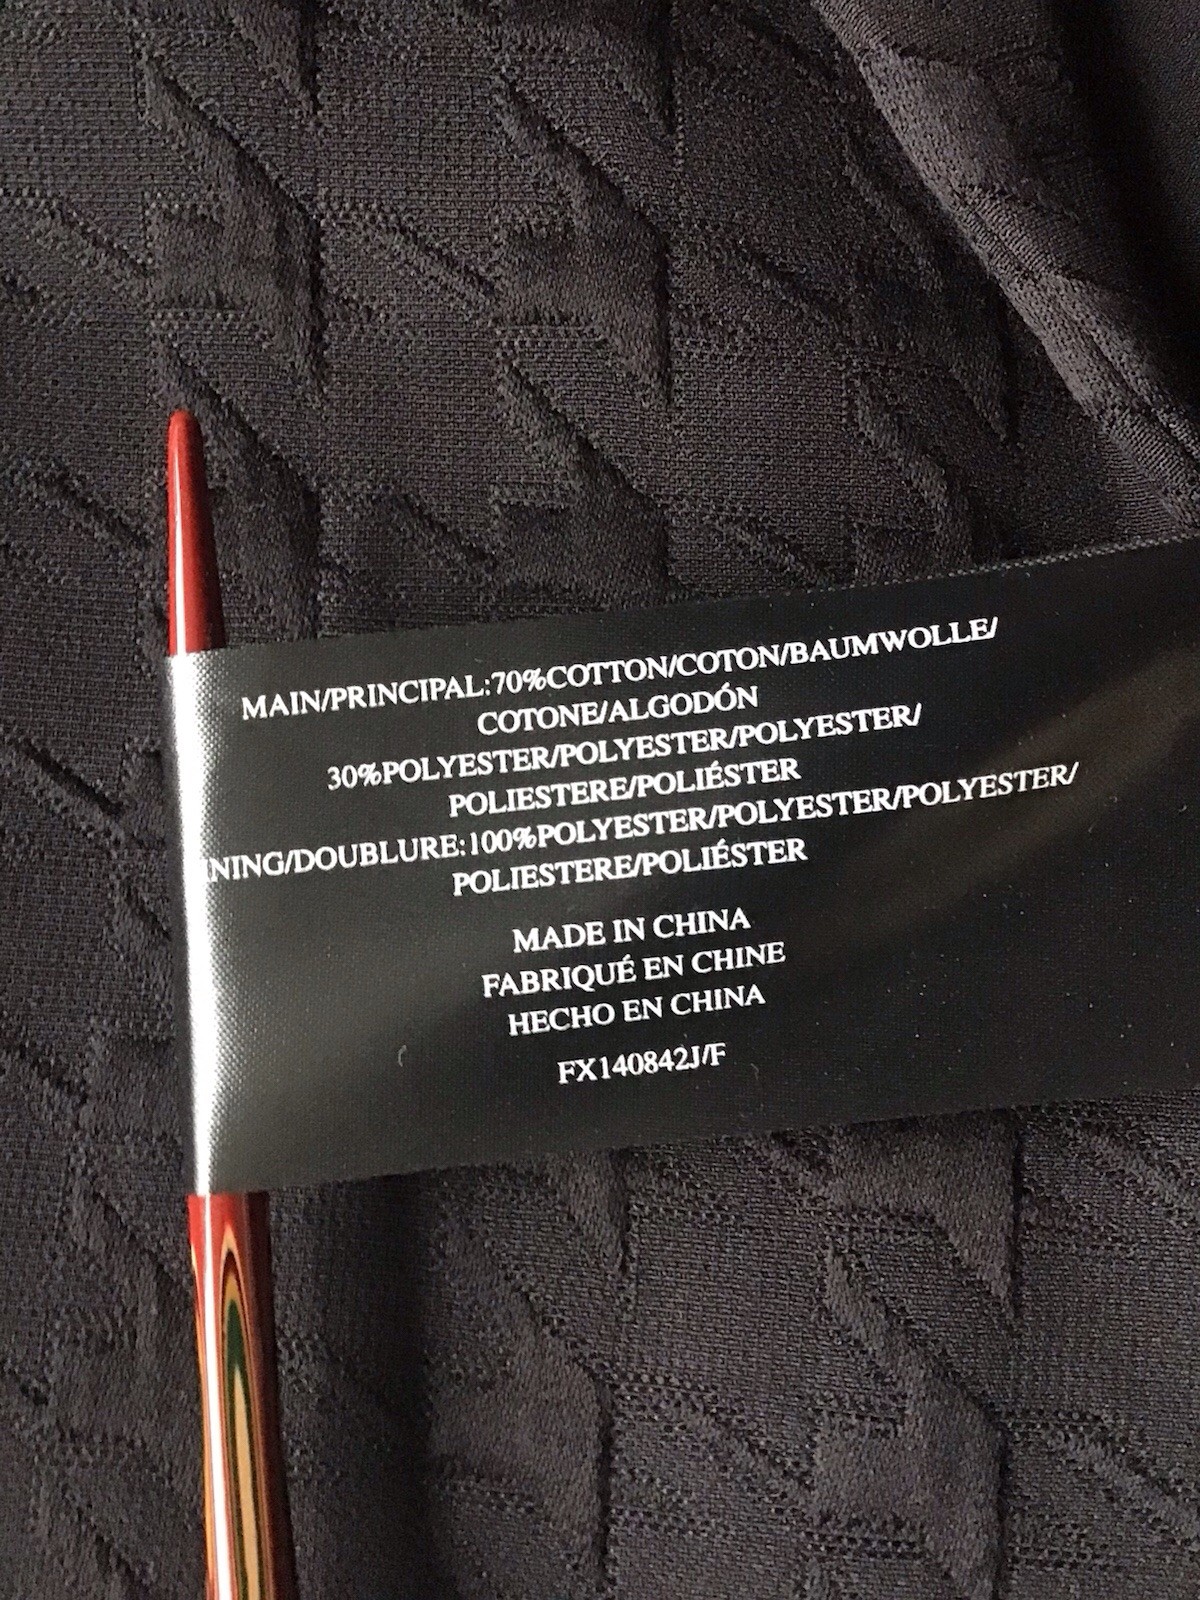 MAIN/PRINCIPAL:70%COTTON/COTON/BAUMWOLLE/
COTONE/ALGODÓN
30%POLYESTER/POLYESTER/POLYESTER/
POLIESTERE/POLIÉSTER
NING/DOUBLURE:100%POLYESTER/POLYESTER/POLYESTER/
POLIESTERE/POLIÉSTER
MADE IN CHINA
FABRIQUÉ EN CHINE
HECHO EN CHINA
FX140842J/F